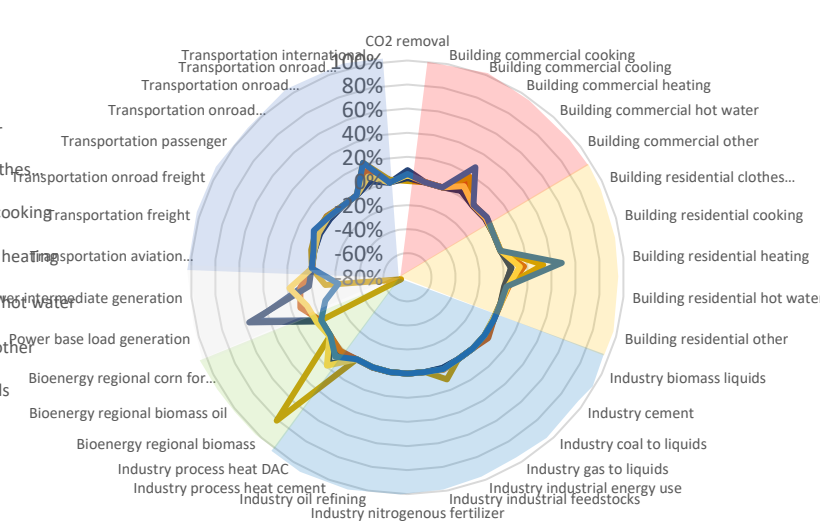 CO2 removal
Transportation international
Building commercial cooking
Transportation onroad…
100%
Building commercial cooling
Transportation onroad…
80%
Building commercial heating
Transportation onroad…
60%
Building commercial hot water
Transportation passenger
40%
Building commercial other
20%
thes
Transportation onroad freight
0%
Building residential clothes…
cooking
Transportation freight
-20%
Building residential cooking
-40%
heating
Transportation aviation…
-60%
Building residential heating
-80%
hot water
Power intermediate generation
Building residential hot water
other
Power base load generation
Building residential other
ls
Bioenergy regional corn for…
Industry biomass liquids
Bioenergy regional biomass oil
Industry cement
Bioenergy regional biomass
Industry coal to liquids
Industry process heat DAC
Industry gas to liquids
Industry process heat cement
Industry industrial energy use
Industry oil refining
Industry industrial feedstocks
Industry nitrogenous fertilizer